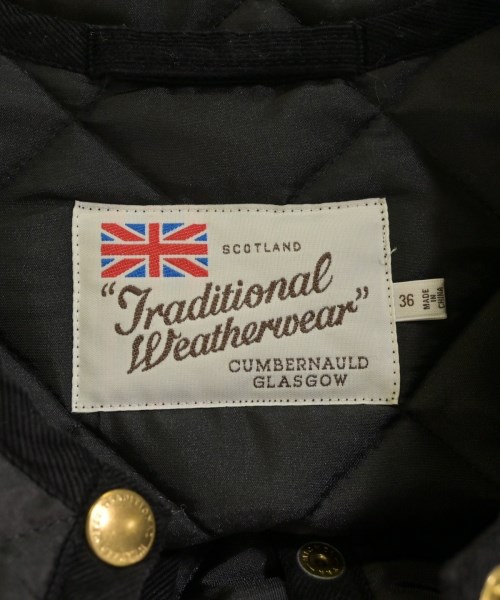 SCOTLAND
"Traditional
Weatherwear"
CUMBERNAULD
GLASGOW
36
MADE
IN
CHINA